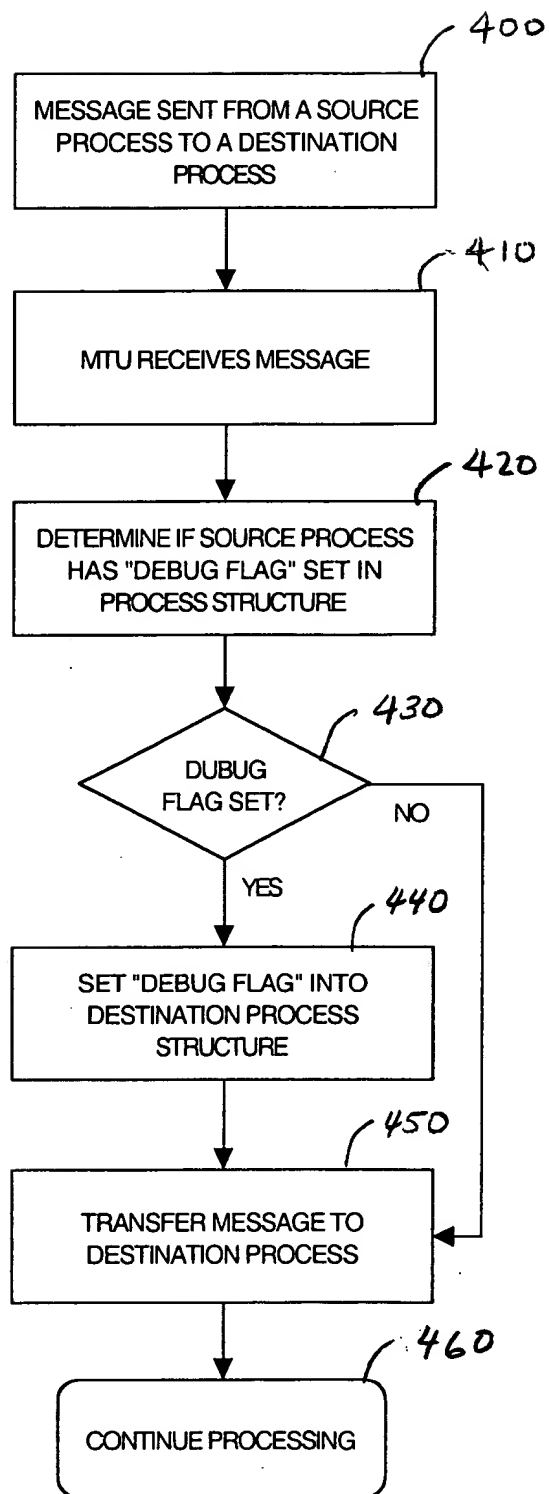 400
MESSAGE SENT FROM A SOURCE
PROCESS TO A DESTINATION
PROCESS
410
MTU RECEIVES MESSAGE
420
DETERMINE IF SOURCE PROCESS
HAS "DEBUG FLAG" SET IN
PROCESS STRUCTURE
430
DUBUG
FLAG SET?
NO
YES
440
SET "DEBUG FLAG" INTO
DESTINATION PROCESS
STRUCTURE
450
TRANSFER MESSAGE TO
DESTINATION PROCESS
460
CONTINUE PROCESSING